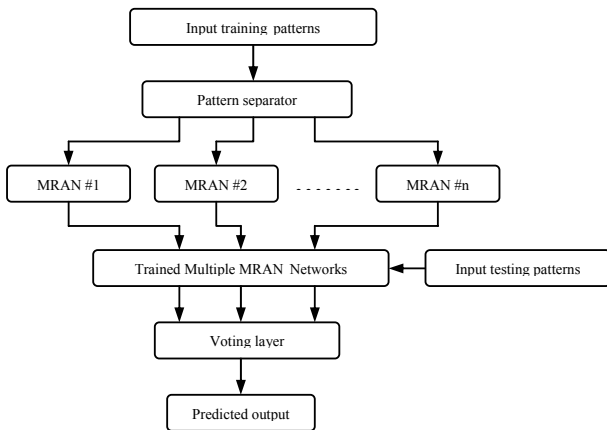 Input training patterns
Pattern separator
MRAN #1
MRAN #2
- - - - - - -
MRAN #n
Trained Multiple MRAN Networks
Input testing patterns
Voting layer
Predicted output